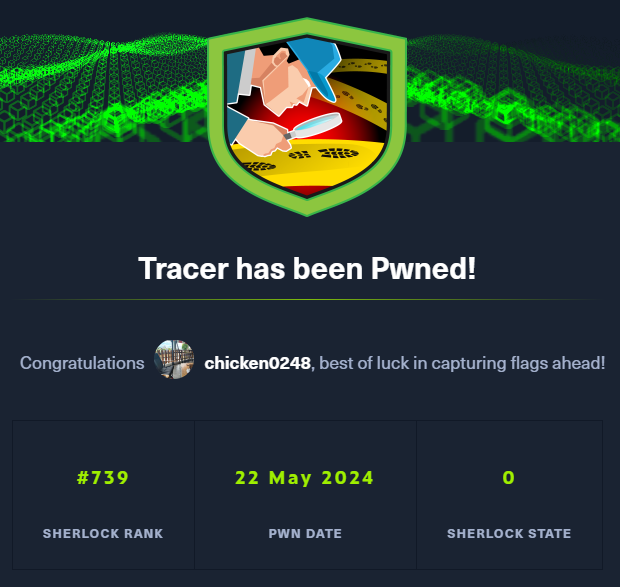 Tracer has been Pwned!
Congratulations chicken0248, best of luck in capturing flags ahead!
#739
22 May 2024
0
SHERLOCK RANK
PWN DATE
SHERLOCK STATE